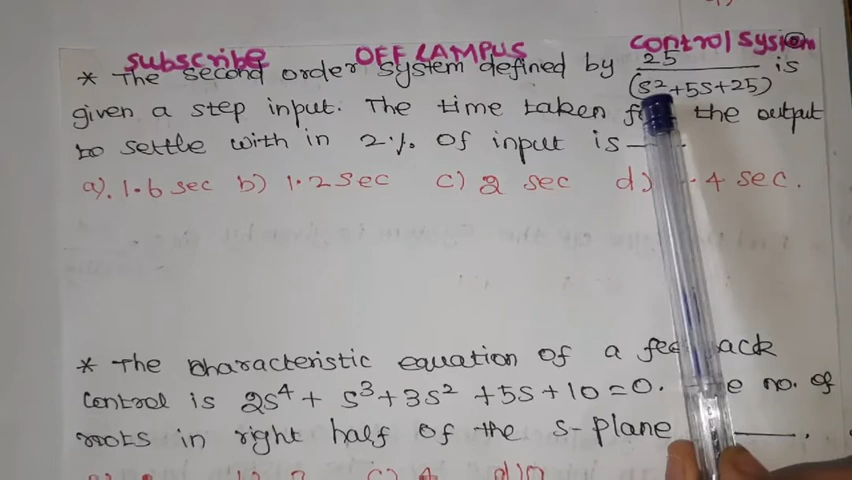 subscribe OFF CAMPUS Control System
* The second order system defined by 25 / (s²+5s+25) is
given a step input. The time taken the output
to settle with in 2%. of input is —
a). 1.6 sec b) 1.2 sec c) 2 sec d) .4 sec.
* The characteristic equation of a
control is 2s⁴ + s³+3s² +5s+10=0. no. of
roots in right half of the s-plane ——.